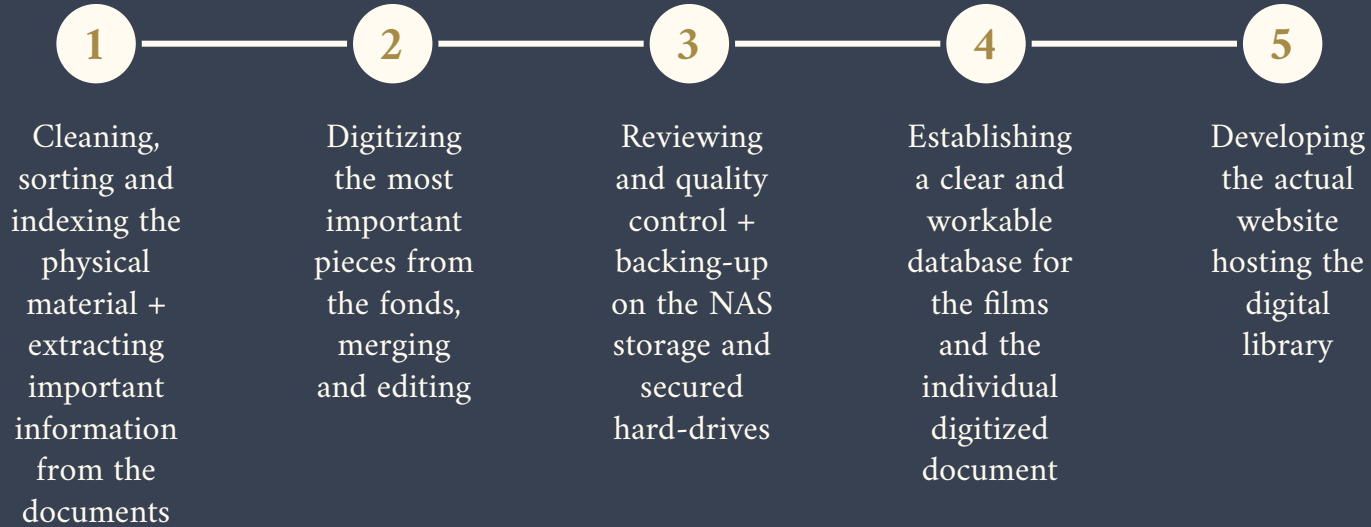 1
Cleaning,
sorting and
indexing the
physical
material +
extracting
important
information
from the
documents
2
Digitizing
the most
important
pieces from
the fonds,
merging
and editing
3
Reviewing
and quality
control +
backing-up
on the NAS
storage and
secured
hard-drives
4
Establishing
a clear and
workable
database for
the films
and the
individual
digitized
document
5
Developing
the actual
website
hosting the
digital
library